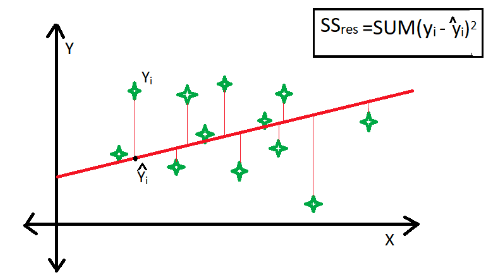 SSres =SUM(yi - ŷi)²
Y
Yi
Ŷi
X